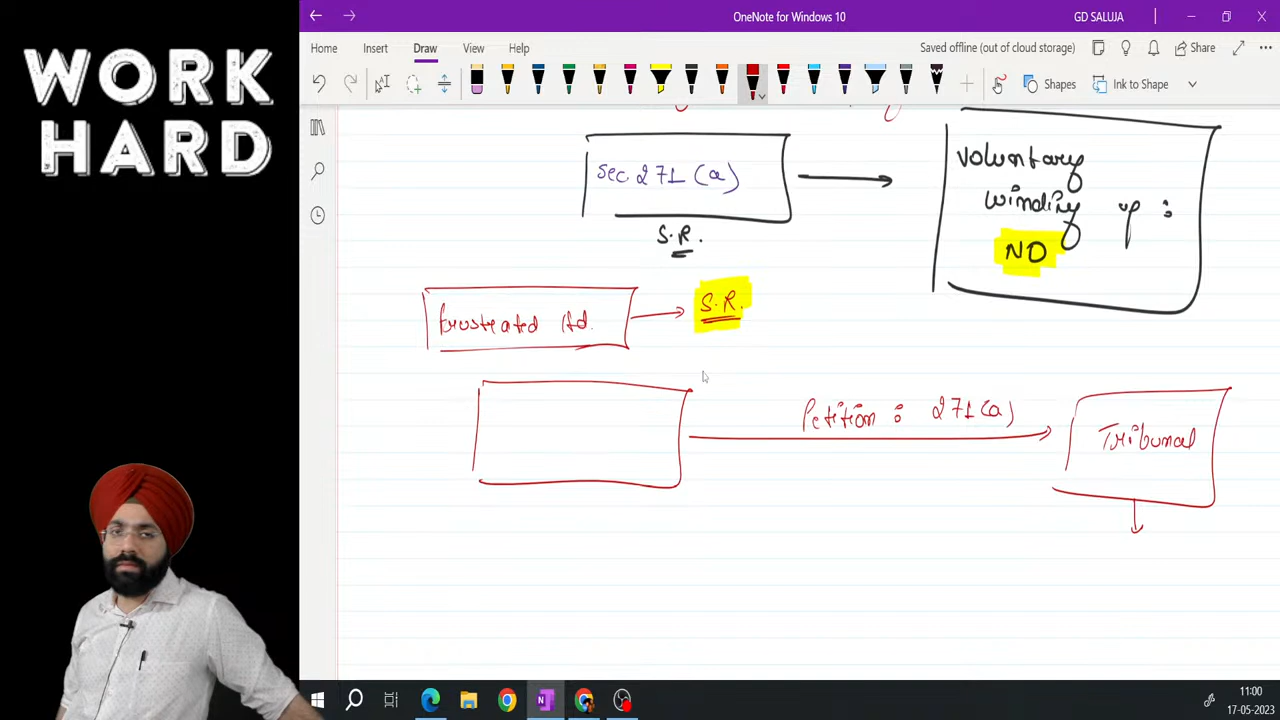 WORK
HARD
OneNote for Windows 10
GD SALUJA
Home
Insert
Draw
View
Help
Saved offline (out of cloud storage)
Share
Shapes
Ink to Shape
Sec. 271 (a)
S.R.
voluntary
winding up :
NO
frusteated ltd.
S.R.
Petition : 271(a)
Tribunal
11:00
17-05-2023